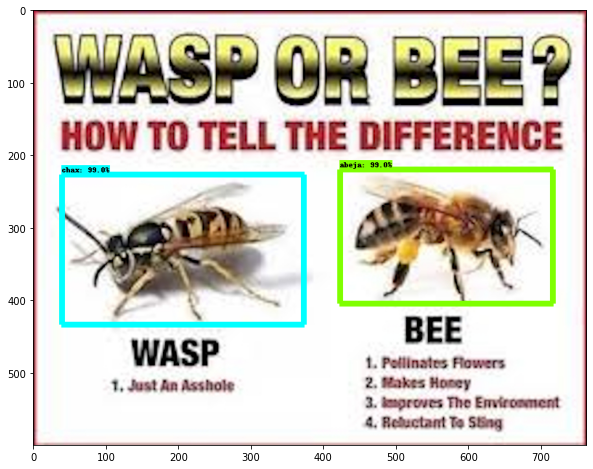 0
WASP OR BEE?
100
HOW TO TELL THE DIFFERENCE
200
chax: 99.0%
abeja: 99.0%
300
400
WASP
1. Just An Asshole
BEE
1. Pollinates Flowers
2. Makes Honey
3. Improves The Environment
4. Reluctant To Sting
500
0 100 200 300 400 500 600 700